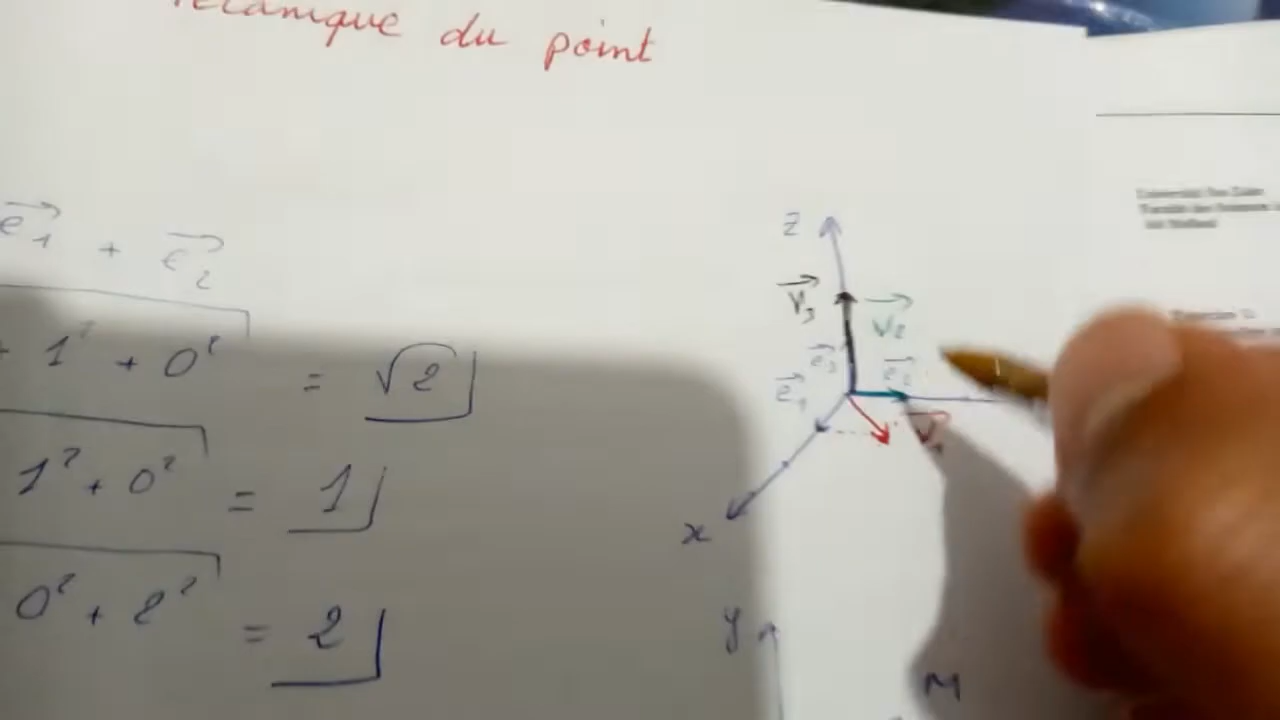 Mécanique du point
e₁ + e₂
+ 1² + 0² = √2
1² + 0² = 1
0² + 2² = 2
z
V₃ V₂
e₃ e₂
e₁
V₁
x
y
M